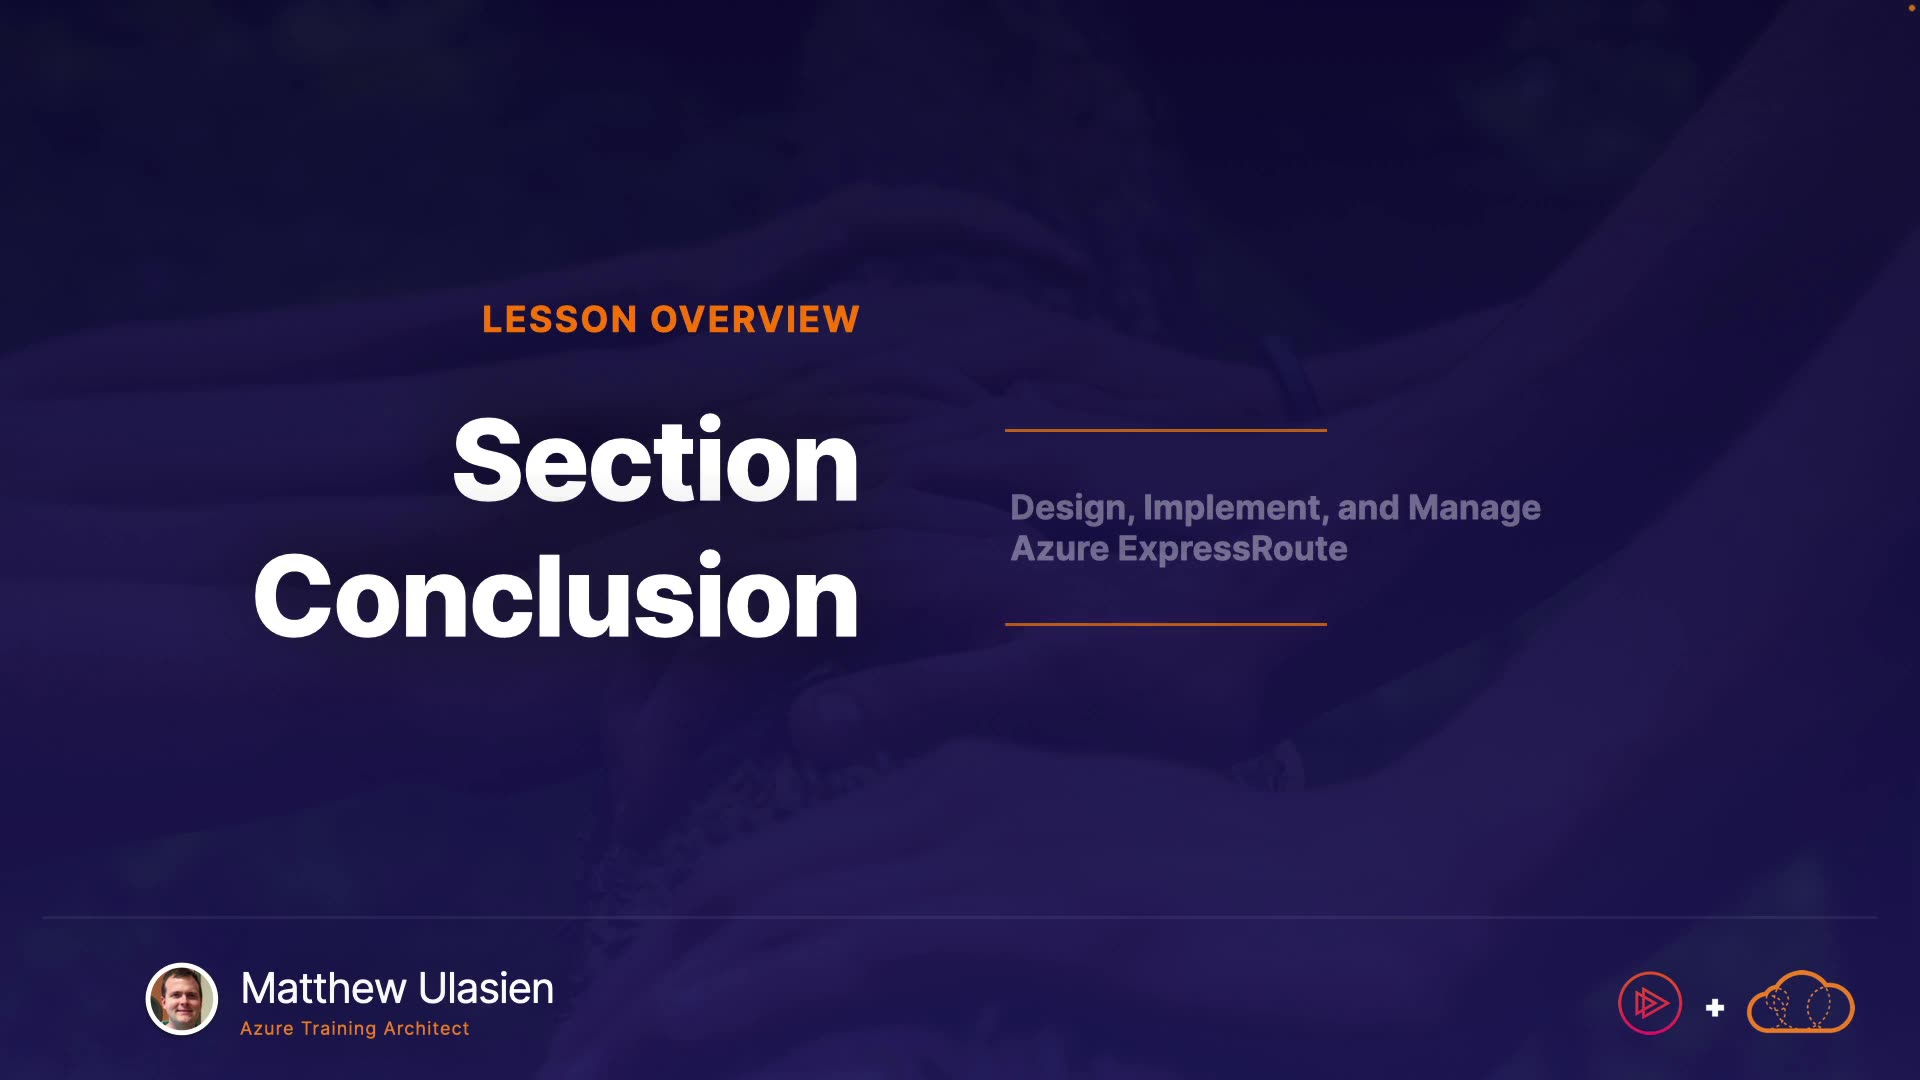 LESSON OVERVIEW
Section
Conclusion
Design, Implement, and Manage
Azure ExpressRoute
Matthew Ulasien
Azure Training Architect